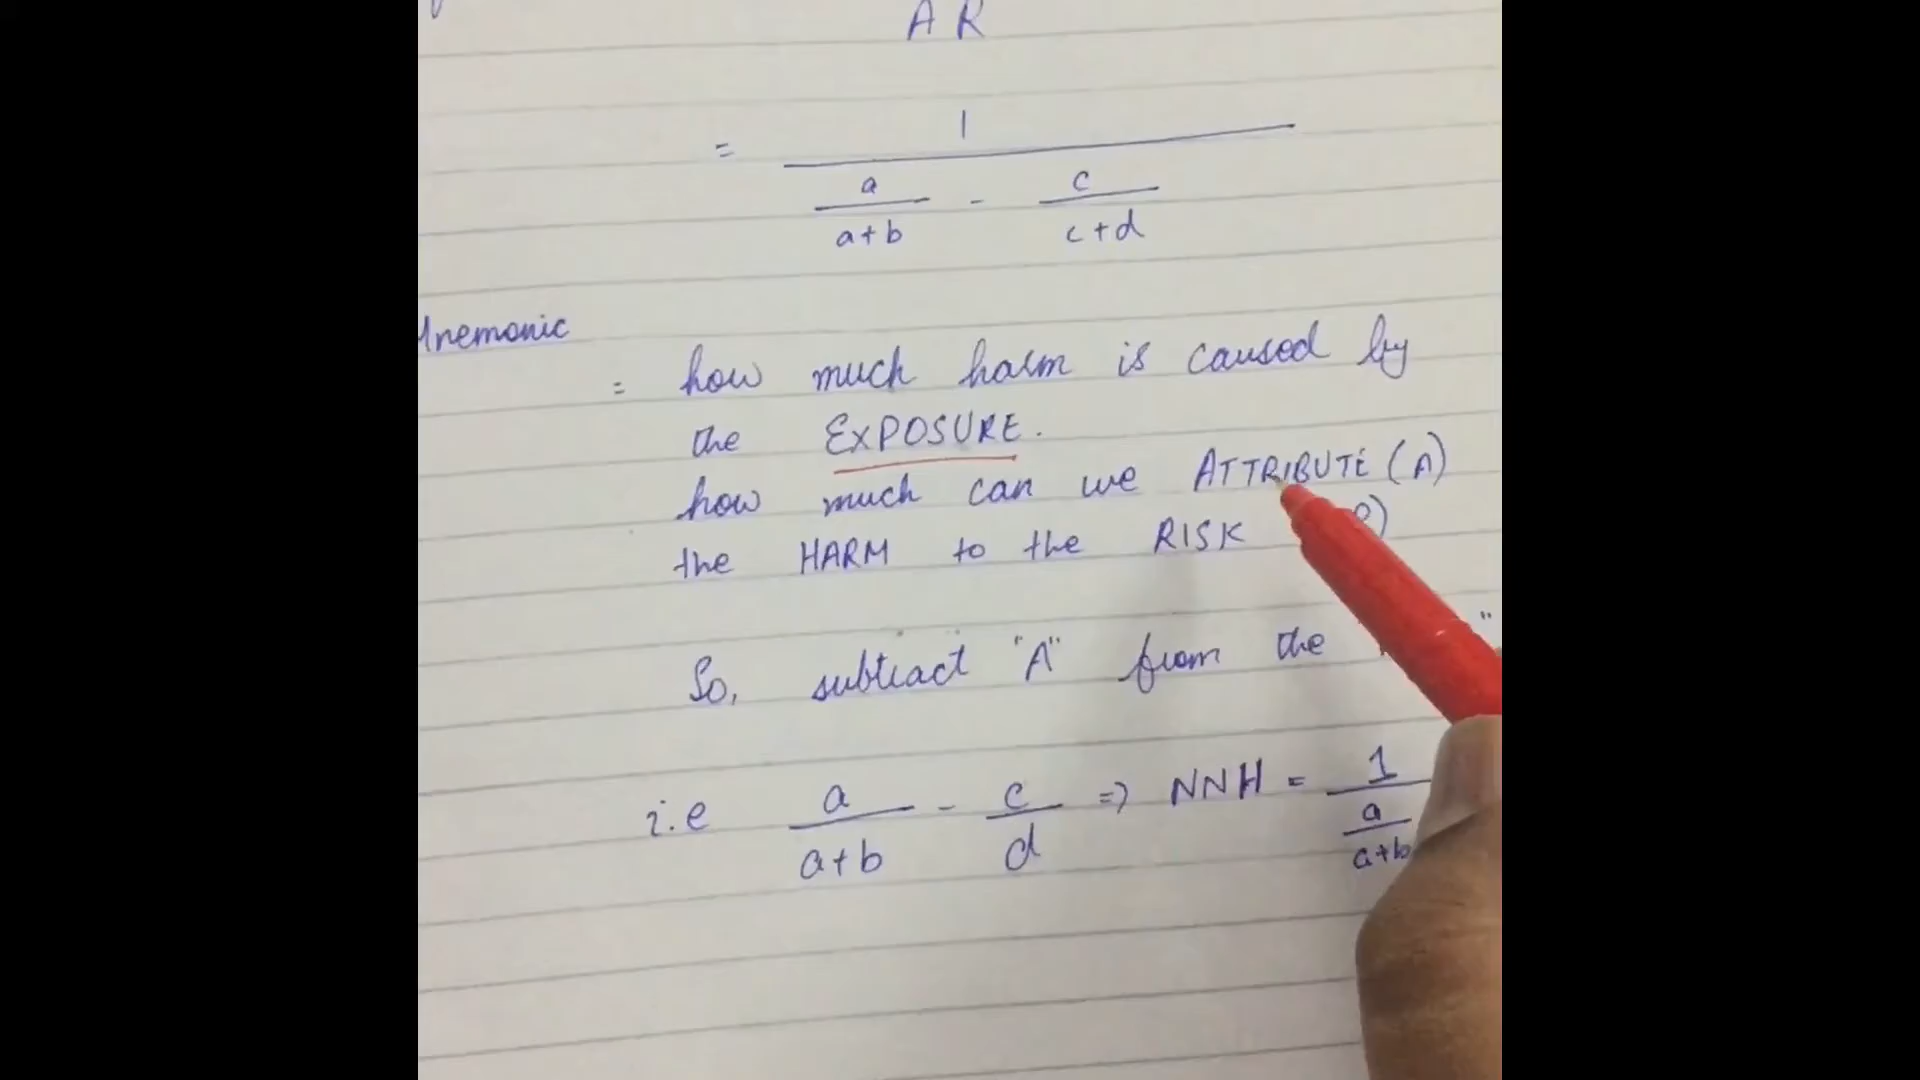 AR
= 1
a / a+b - c / c+d
Mnemonic
= how much harm is caused by
the EXPOSURE.
how much can we ATTRIBUTE (A)
the HARM to the RISK
So, subtract "A" from the "
i.e a / a+b - c / d => NNH = 1 / a / a+b